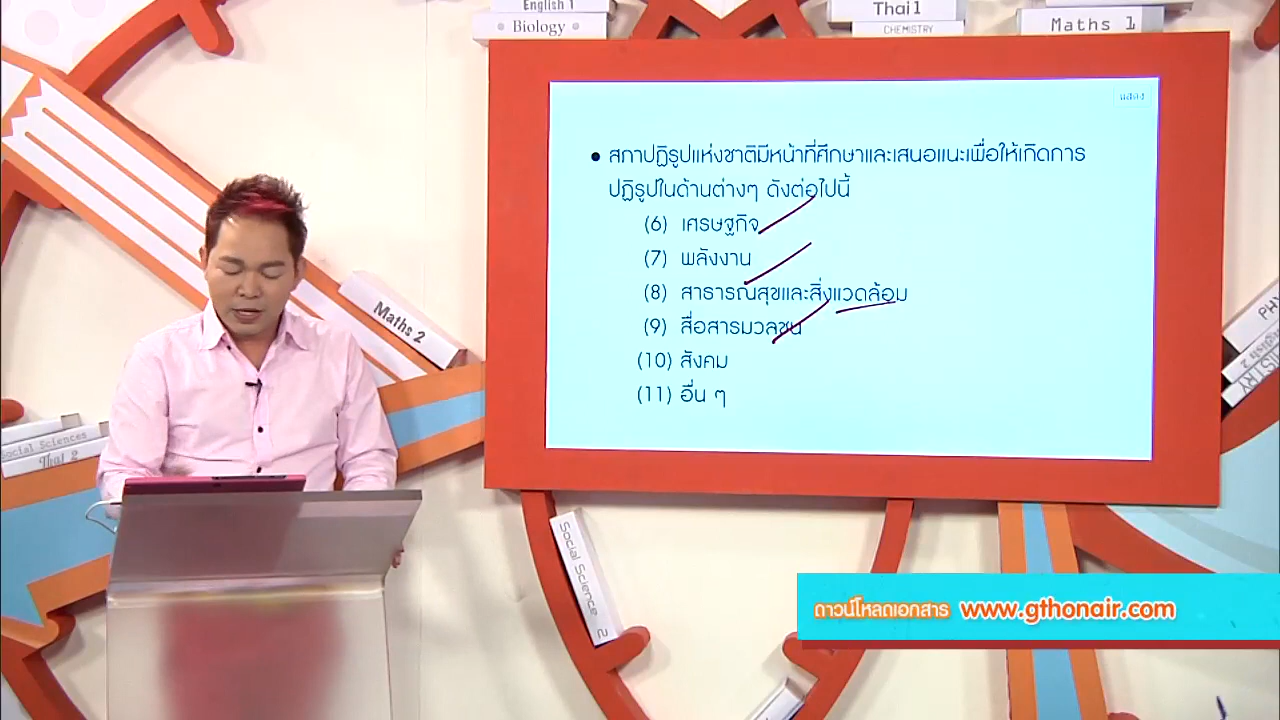 English 1
Biology
Thai 1
CHEMISTRY
Maths 1
แสดง
• สภาปฏิรูปแห่งชาติมีหน้าที่ศึกษาและเสนอแนะเพื่อให้เกิดการ
ปฏิรูปในด้านต่างๆ ดังต่อไปนี้
(6) เศรษฐกิจ
(7) พลังงาน
(8) สาธารณสุขและสิ่งแวดล้อม
(9) สื่อสารมวลชน
(10) สังคม
(11) อื่น ๆ
Maths 2
Social Sciences
Thai 2
Social Science 2
ดาวน์โหลดเอกสาร www.gthonair.com